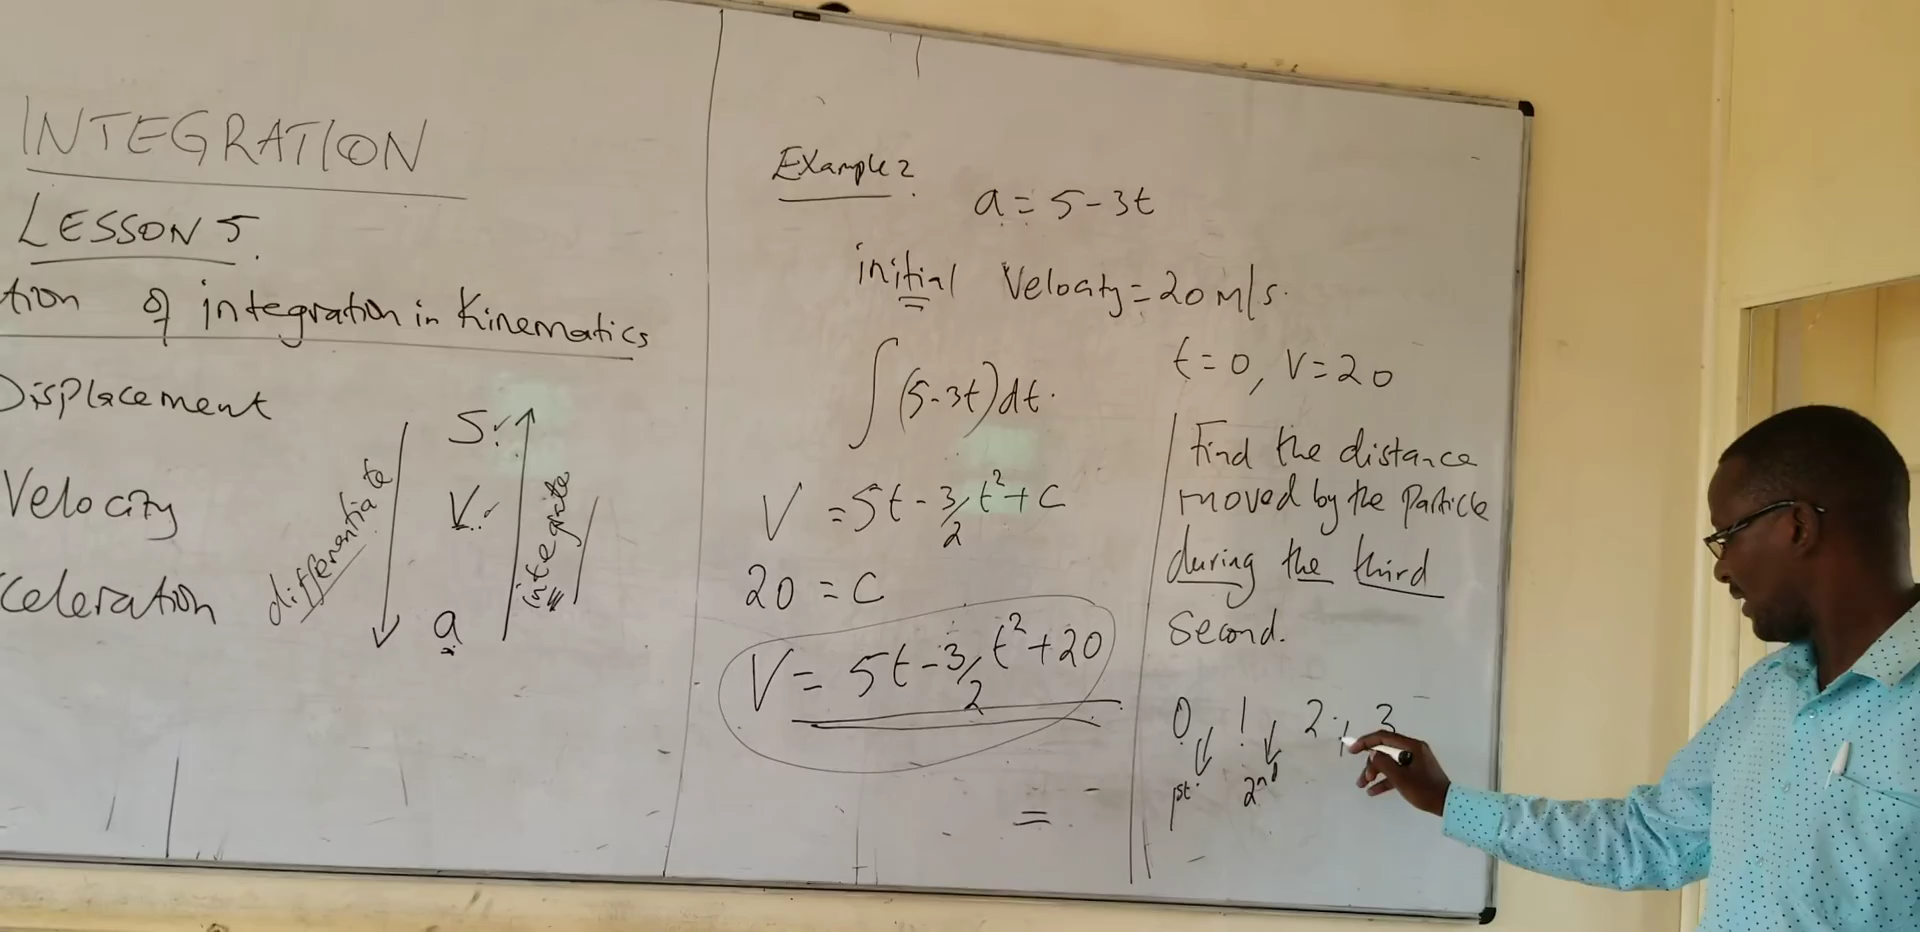 INTEGRATION
LESSON 5.
tion of integration in Kinematics
Displacement
Velocity
celeration
differentiate
S
V
a
integrate
Example 2
a = 5 - 3t
initial Velocity = 20 m/s.
t = 0, V = 20
∫(5-3t)dt.
V = 5t - 3/2 t² + C
20 = C
V = 5t - 3/2 t² + 20
=
Find the distance
moved by the particle
during the third
Second.
0 1 2 3
1st 2nd